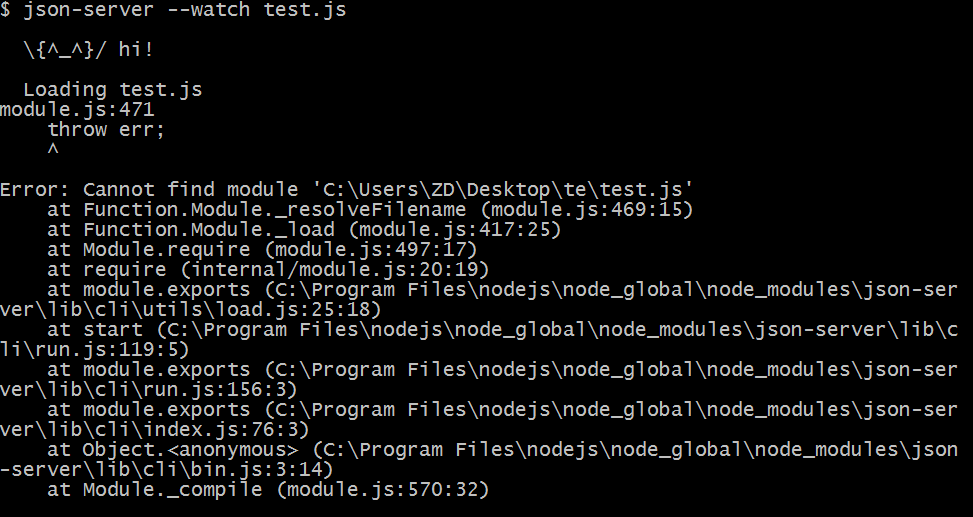 $ json-server --watch test.js
\{^_^}/ hi!
Loading test.js
module.js:471
throw err;
^
Error: Cannot find module 'C:\Users\ZD\Desktop\te\test.js'
at Function.Module._resolveFilename (module.js:469:15)
at Function.Module._load (module.js:417:25)
at Module.require (module.js:497:17)
at require (internal/module.js:20:19)
at module.exports (C:\Program Files\nodejs\node_global\node_modules\json-ser
ver\lib\cli\utils\load.js:25:18)
at start (C:\Program Files\nodejs\node_global\node_modules\json-server\lib\c
li\run.js:119:5)
at module.exports (C:\Program Files\nodejs\node_global\node_modules\json-ser
ver\lib\cli\run.js:156:3)
at module.exports (C:\Program Files\nodejs\node_global\node_modules\json-ser
ver\lib\cli\index.js:76:3)
at Object.<anonymous> (C:\Program Files\nodejs\node_global\node_modules\json
-server\lib\cli\bin.js:3:14)
at Module._compile (module.js:570:32)